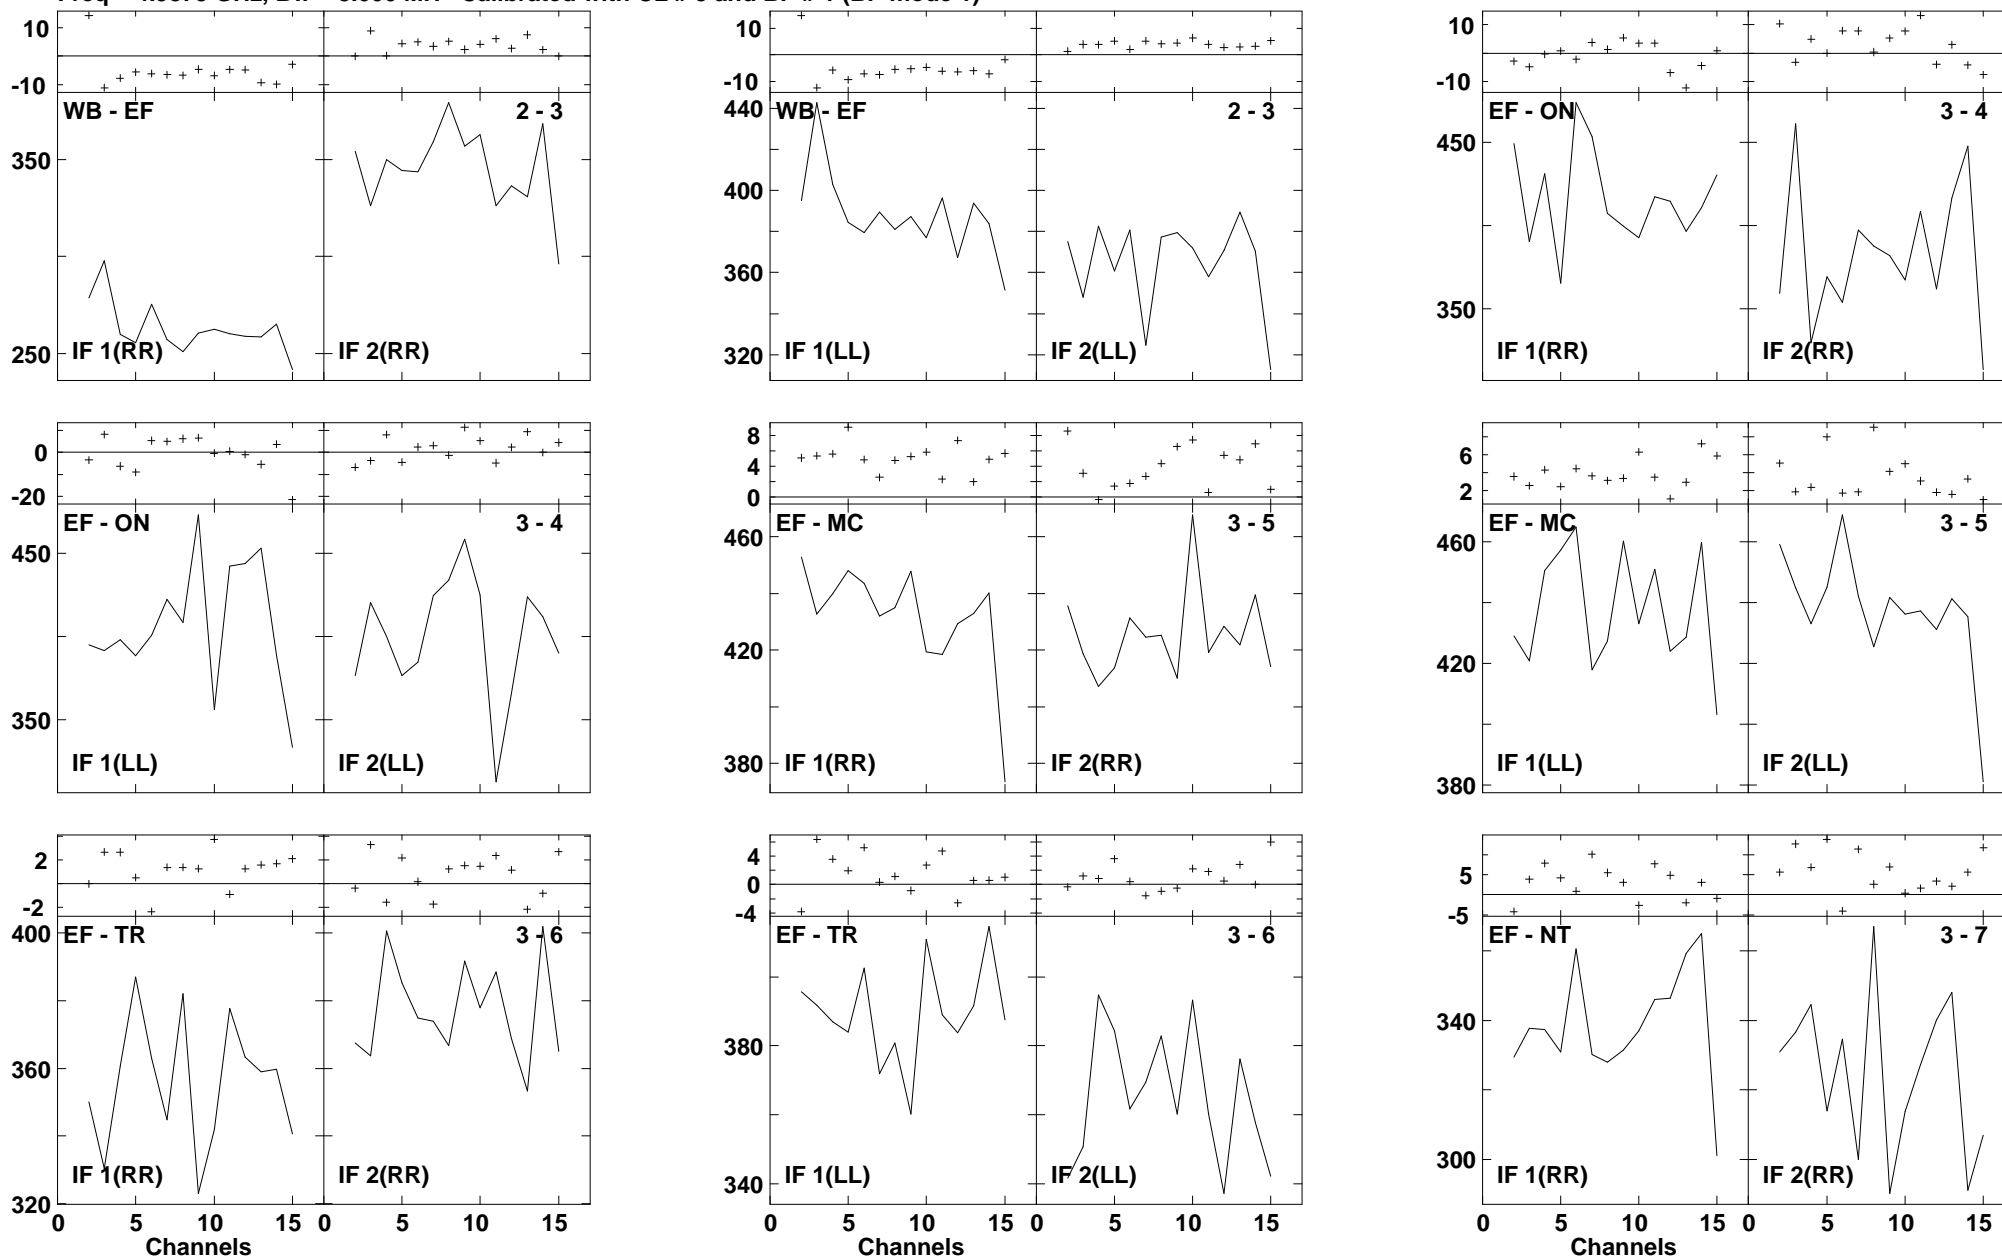 10
-10
WB - EF
2 - 3
350
250
IF 1(RR)
IF 2(RR)
10
-10
WB - EF
2 - 3
440
400
360
320
IF 1(LL)
IF 2(LL)
10
-10
EF - ON
3 - 4
450
350
IF 1(RR)
IF 2(RR)
0
-20
EF - ON
3 - 4
450
350
IF 1(LL)
IF 2(LL)
8
4
0
EF - MC
3 - 5
460
420
380
IF 1(RR)
IF 2(RR)
6
2
EF - MC
3 - 5
460
420
380
IF 1(LL)
IF 2(LL)
2
-2
EF - TR
3 - 6
400
360
320
IF 1(RR)
IF 2(RR)
0 5 10 15 0 5 10 15
Channels
4
0
-4
EF - TR
3 - 6
380
340
IF 1(LL)
IF 2(LL)
0 5 10 15 0 5 10 15
Channels
5
-5
EF - NT
3 - 7
340
300
IF 1(RR)
IF 2(RR)
0 5 10 15 0 5 10 15
Channels